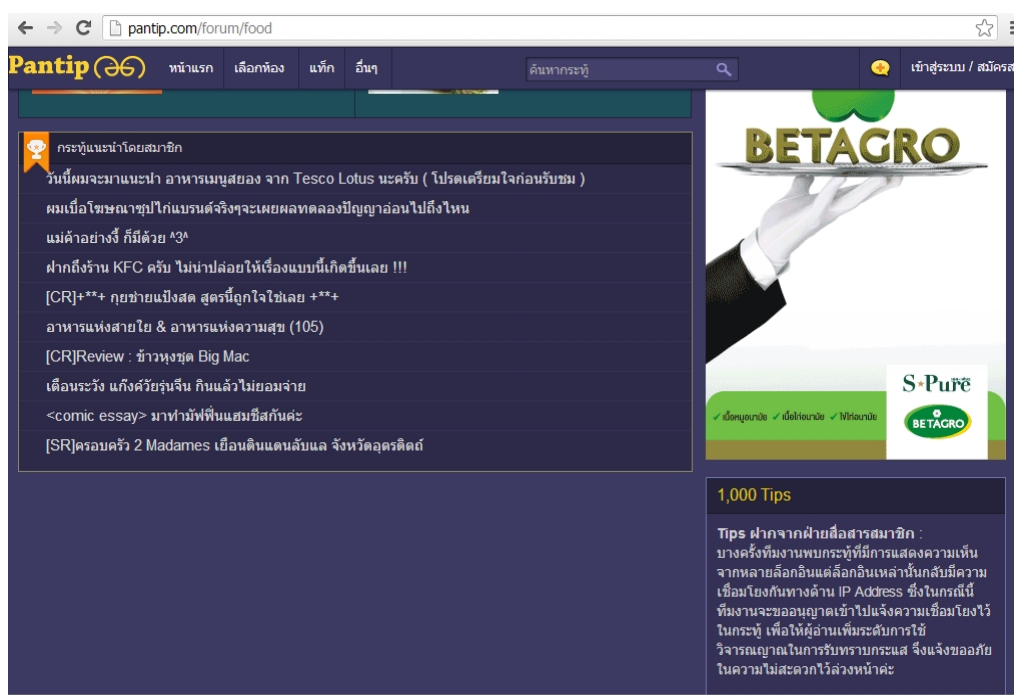 pantip.com/forum/food
Pantip
หน้าแรก
เลือกห้อง
แท็ก
อื่นๆ
ค้นหากระทู้
เข้าสู่ระบบ / สมัครส
กระทู้แนะนำโดยสมาชิก
วันนี้ผมจะมาแนะนำ อาหารเมนูสยอง จาก Tesco Lotus นะครับ ( โปรดเตรียมใจก่อนรับชม )
ผมเบื่อโฆษณาซุปไก่แบรนด์จริงๆจะเผยผลทดลองปัญญาอ่อนไปถึงไหน
แม่ค้าอย่างงี้ ก็มีด้วย ^3^
ฝากถึงร้าน KFC ครับ ไม่น่าปล่อยให้เรื่องแบบนี้เกิดขึ้นเลย !!!
[CR]+**+ กุยช่ายแป้งสด สูตรนี้ถูกใจใช่เลย +**+
อาหารแห่งสายใย & อาหารแห่งความสุข (105)
[CR]Review : ข้าวหุงชุด Big Mac
เตือนระวัง แก๊งค์วัยรุ่นจีน กินแล้วไม่ยอมจ่าย
<comic essay> มาทำมัฟฟิ่นแฮมชีสกันค่ะ
[SR]ครอบครัว 2 Madames เยือนดินแดนลับแล จังหวัดอุตรดิตถ์
BETAGRO
S•Pure
✓ เนื้อหมูอนามัย ✓ เนื้อไก่อนามัย ✓ ไข่ไก่อนามัย
BETAGRO
1,000 Tips
Tips ฝากจากฝ่ายสื่อสารสมาชิก :
บางครั้งทีมงานพบกระทู้ที่มีการแสดงความเห็น
จากหลายล็อกอินแต่ล็อกอินเหล่านั้นกลับมีความ
เชื่อมโยงกันทางด้าน IP Address ซึ่งในกรณีนี้
ทีมงานจะขออนุญาตเข้าไปแจ้งความเชื่อมโยงไว้
ในกระทู้ เพื่อให้ผู้อ่านเพิ่มระดับการใช้
วิจารณญาณในการรับทราบกระแส จึงแจ้งขออภัย
ในความไม่สะดวกไว้ล่วงหน้าค่ะ